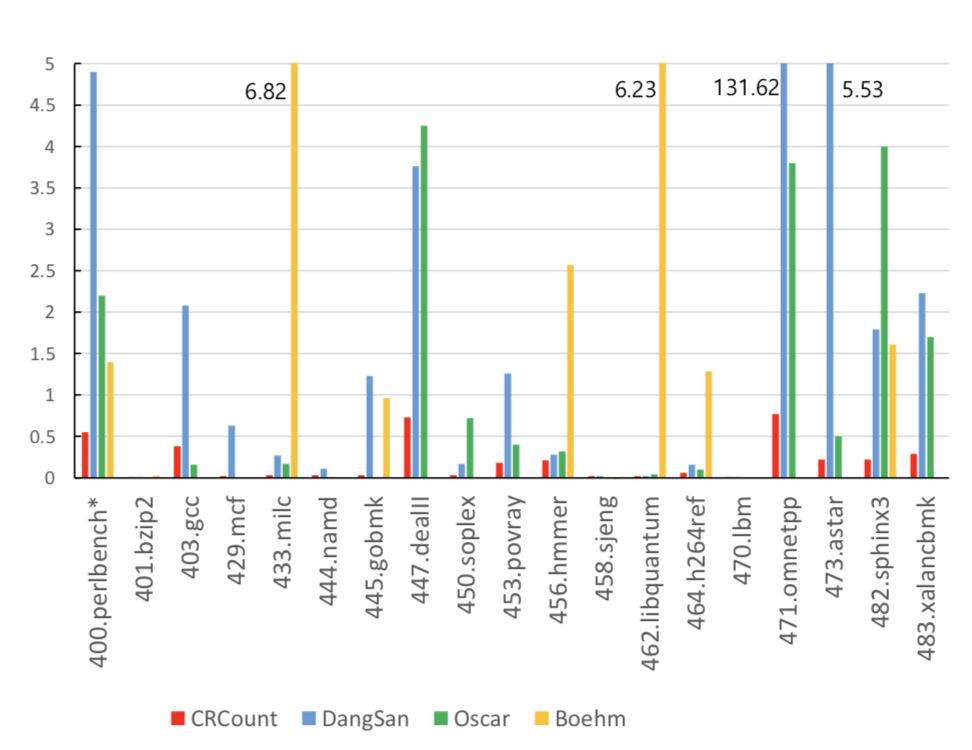 5
6.82
6.23
131.62
5.53
4.5
4
3.5
3
2.5
2
1.5
1
0.5
0
400.perlbench*
401.bzip2
403.gcc
429.mcf
433.milc
444.namd
445.gobmk
447.dealII
450.soplex
453.povray
456.hmmer
458.sjeng
462.libquantum
464.h264ref
470.lbm
471.omnetpp
473.astar
482.sphinx3
483.xalancbmk
CRCount DangSan Oscar Boehm